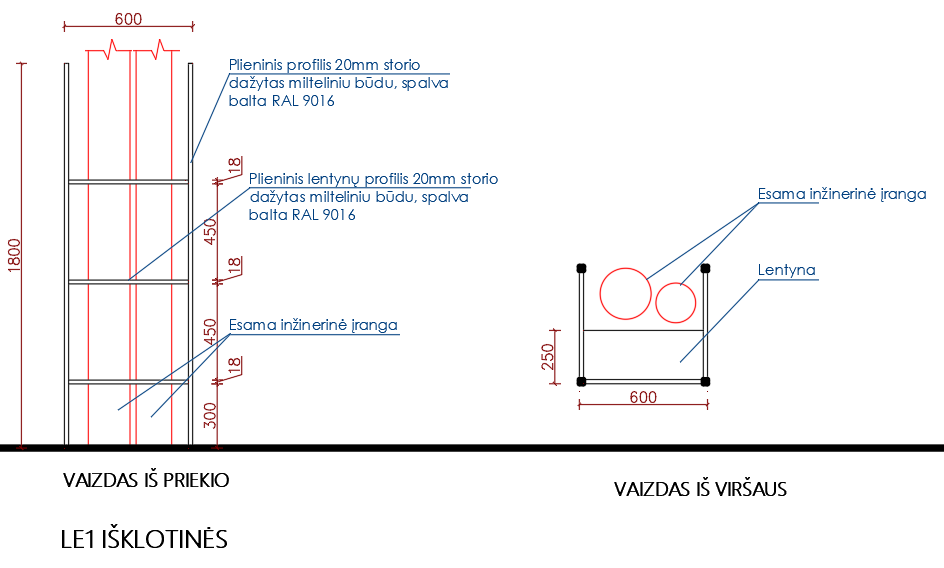 600
Plieninis profilis 20mm storio
dažytas milteliniu būdu, spalva
balta RAL 9016
18
Plieninis lentynų profilis 20mm storio
dažytas milteliniu būdu, spalva
balta RAL 9016
450
1800
18
Esama inžinerinė įranga
450
18
300
Esama inžinerinė įranga
Lentyna
250
600
VAIZDAS IŠ PRIEKIO
VAIZDAS IŠ VIRŠAUS
LE1 IŠKLOTINĖS